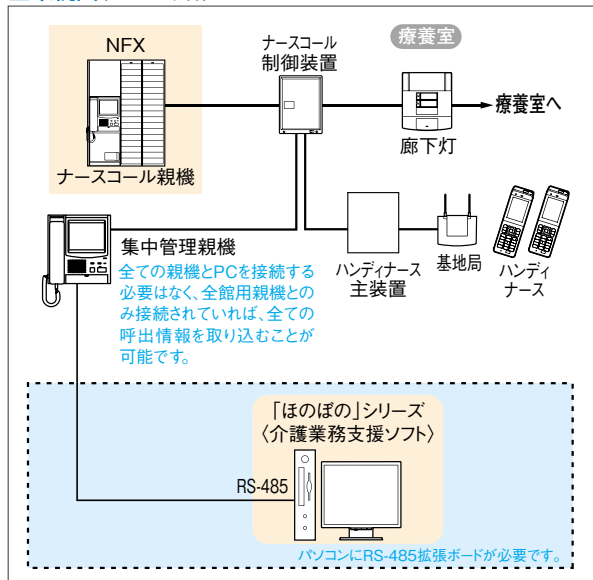 NFX
ナースコール親機
ナースコール
制御装置
療養室
廊下灯
療養室へ
集中管理親機
全ての親機とPCを接続する
必要はなく、全館用親機との
み接続されていれば、全ての
呼出情報を取り込むことが
可能です。
ハンディナース
主装置
基地局
ハンディ
ナース
「ほのぼの」シリーズ
〈介護業務支援ソフト〉
RS-485
パソコンにRS-485拡張ボードが必要です。